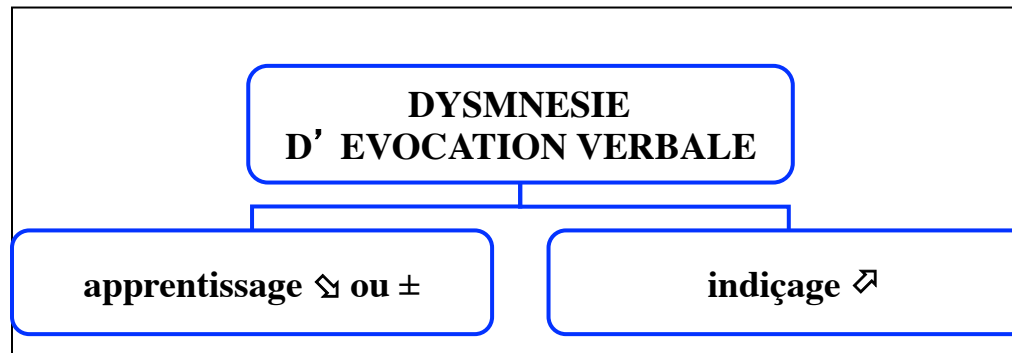 DYSMNESIE
D’ EVOCATION VERBALE
apprentissage ⬂ ou ±
indiçage ⬀